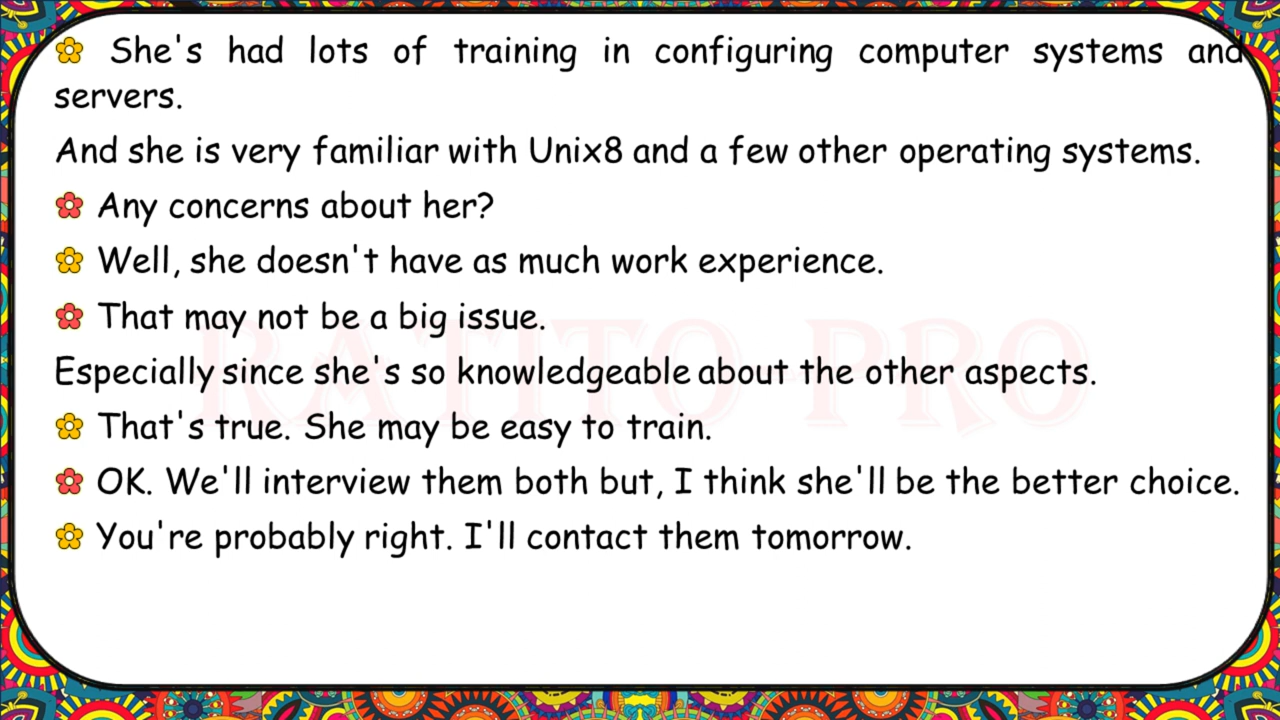 She's had lots of training in configuring computer systems and
servers.
And she is very familiar with Unix8 and a few other operating systems.
Any concerns about her?
Well, she doesn't have as much work experience.
That may not be a big issue.
Especially since she's so knowledgeable about the other aspects.
That's true. She may be easy to train.
OK. We'll interview them both but, I think she'll be the better choice.
You're probably right. I'll contact them tomorrow.
RATITO PRO